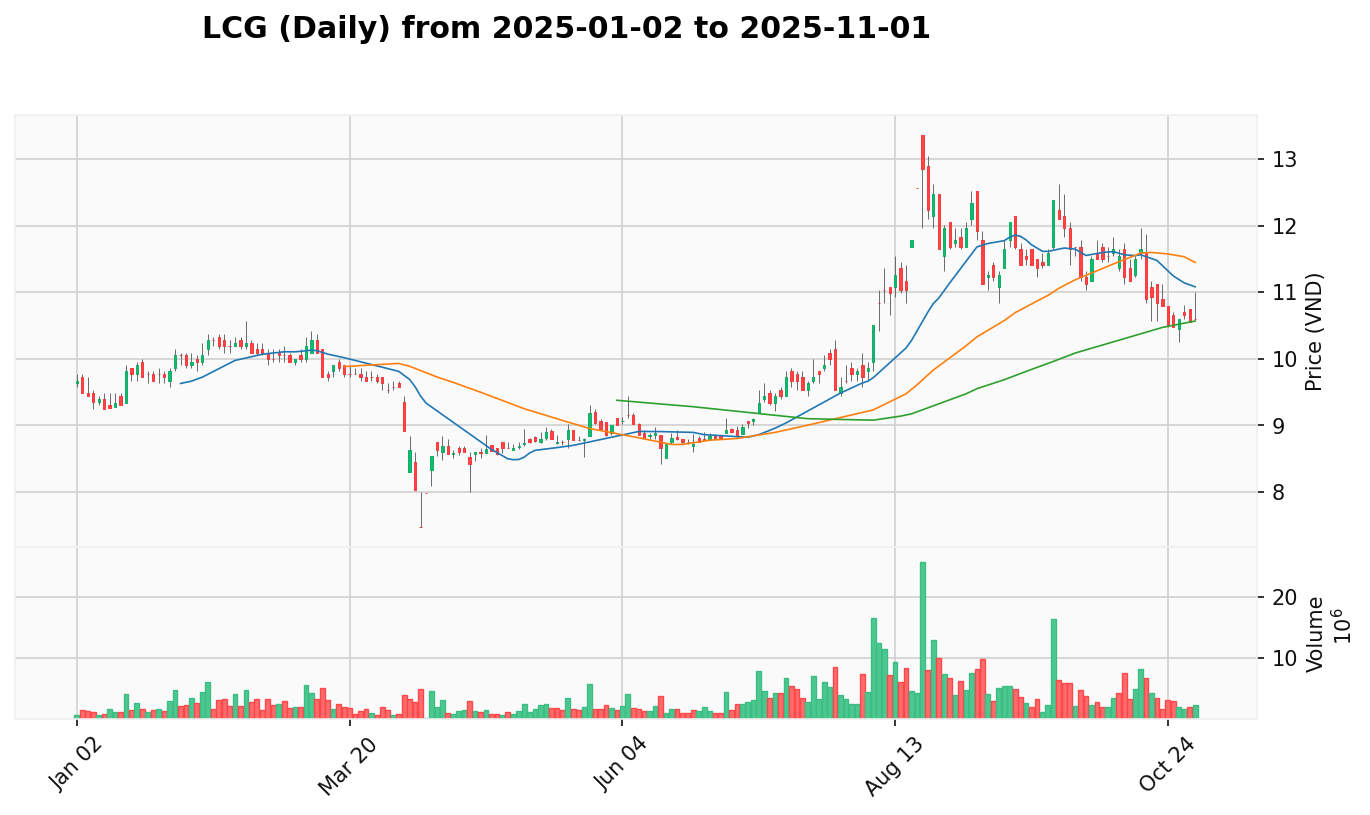 LCG (Daily) from 2025-01-02 to 2025-11-01
13
12
11
10
9
8
Price (VND)
20
10
Volume
10⁶
Jan 02
Mar 20
Jun 04
Aug 13
Oct 24